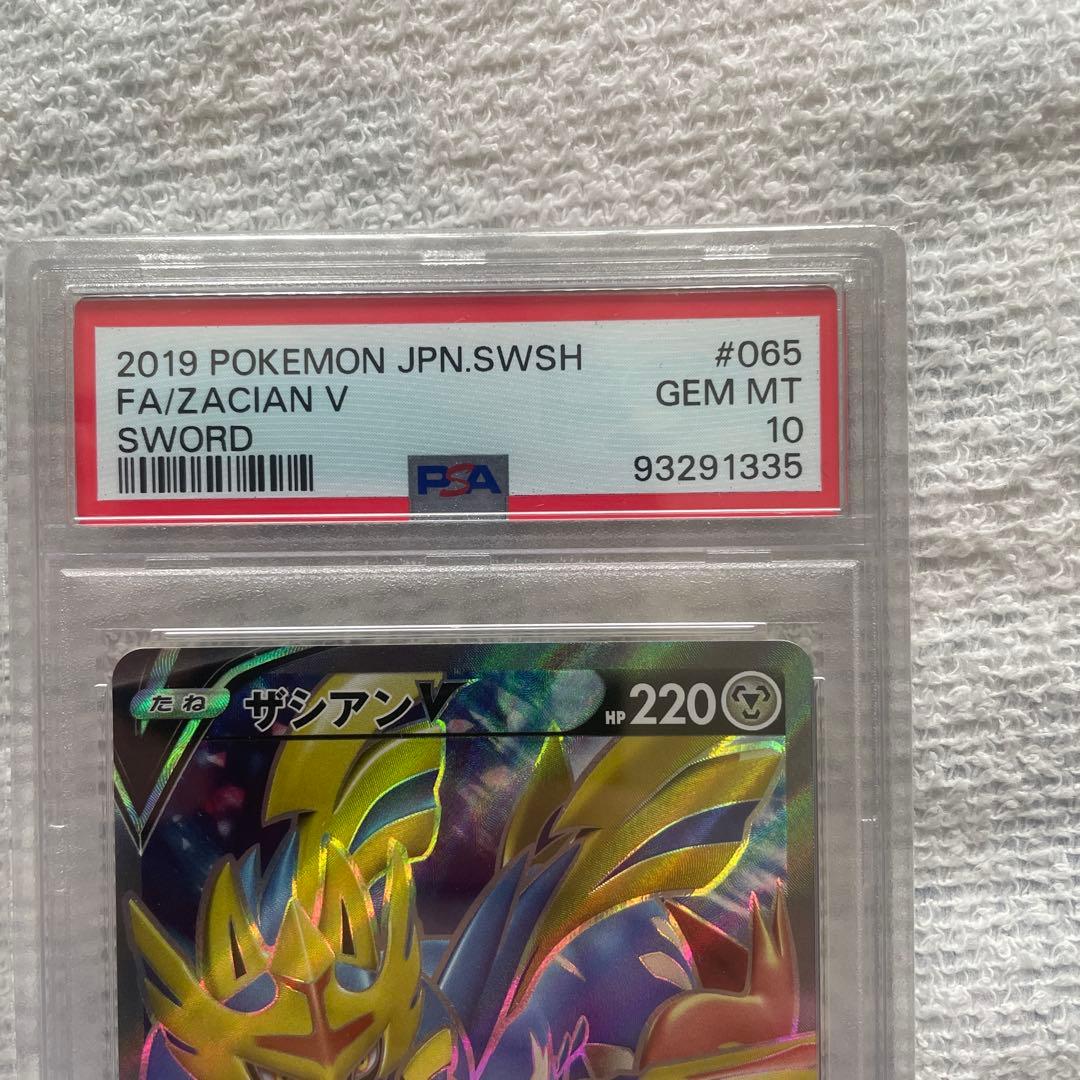 2019 POKEMON JPN.SWSH #065
FA/ZACIAN V GEM MT
SWORD 10
PSA 93291335
たね ザシアンV HP 220